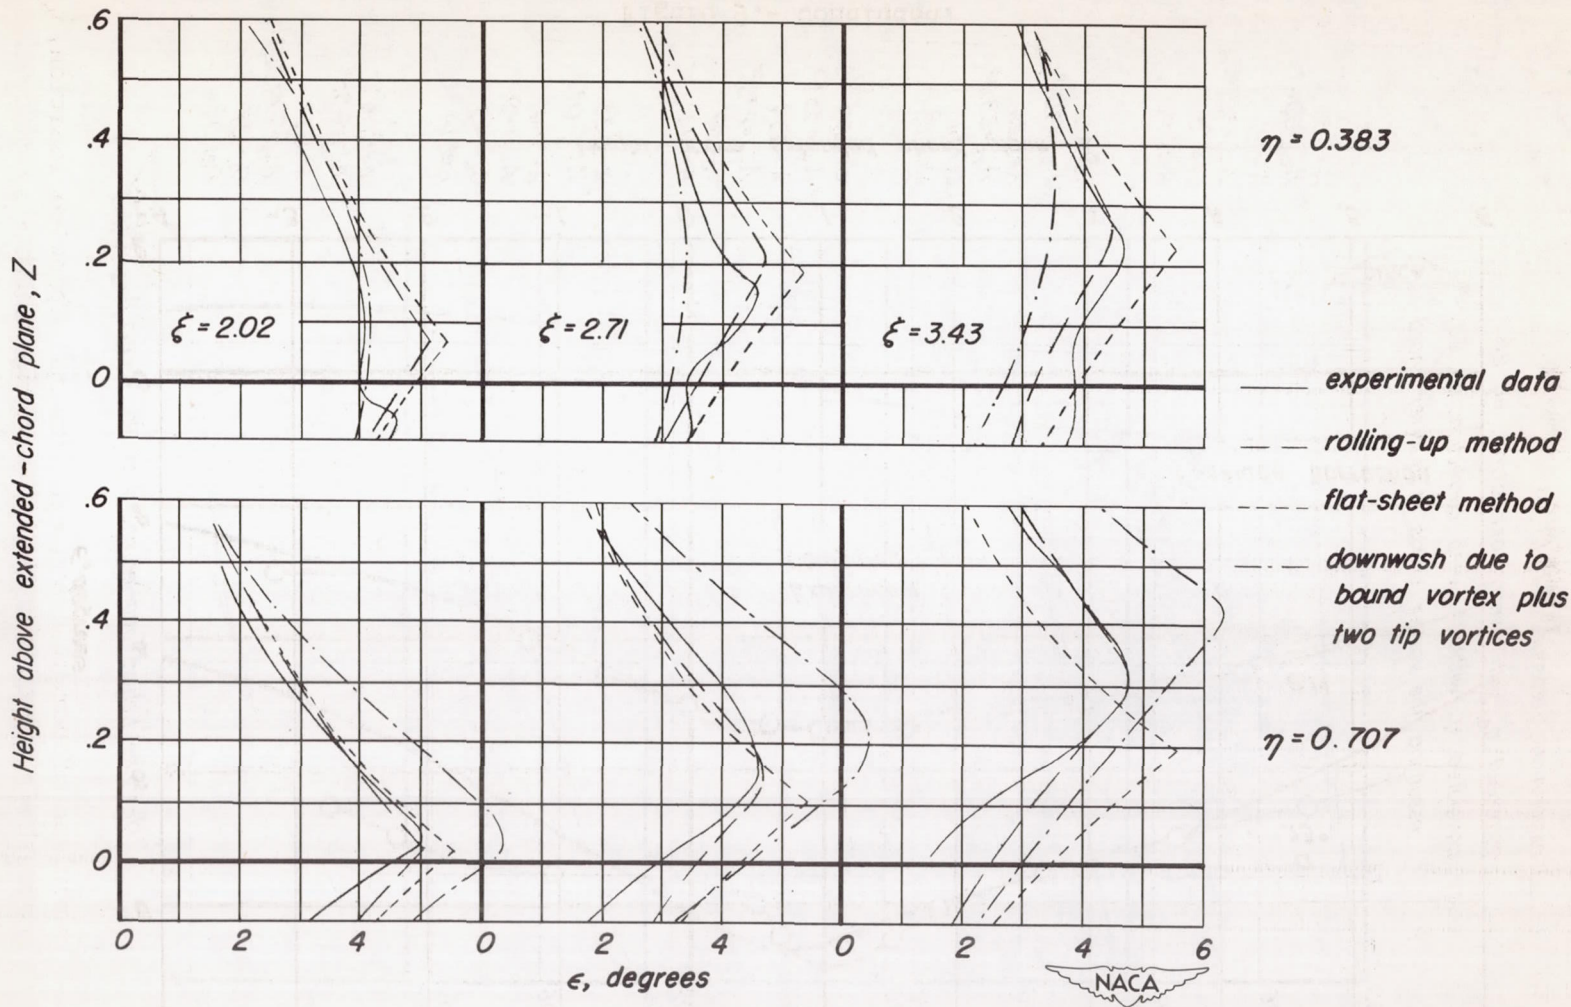 .6
.4
.2
0
ξ = 2.02
ξ = 2.71
ξ = 3.43
η = 0.383
Height above extended-chord plane, Z
experimental data
rolling-up method
flat-sheet method
downwash due to
bound vortex plus
two tip vortices
.6
.4
.2
0
η = 0.707
0 2 4 0 2 4 0 2 4 6
ϵ, degrees
NACA